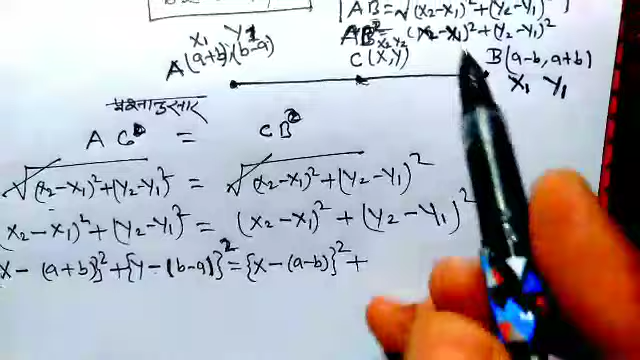 AB = √(x₂-x₁)² + (Y₂-Y₁)²
AB² = (x₂-x₁)² + (Y₂-Y₁)²
X₁ Y₁
A(a+b)(b-a)
X₂ Y₂
C(X,Y)
B(a-b, a+b)
X₁ Y₁
प्रश्नानुसार
AC² = CB²
√(x₂-x₁)² + (Y₂-Y₁)² = √(x₂-x₁)² + (Y₂-Y₁)²
x₂-x₁)² + (Y₂-Y₁)² = (x₂-x₁)² + (Y₂-Y₁)²
X-(a+b)}² + {Y-(b-a)}² = {X-(a-b)}² +